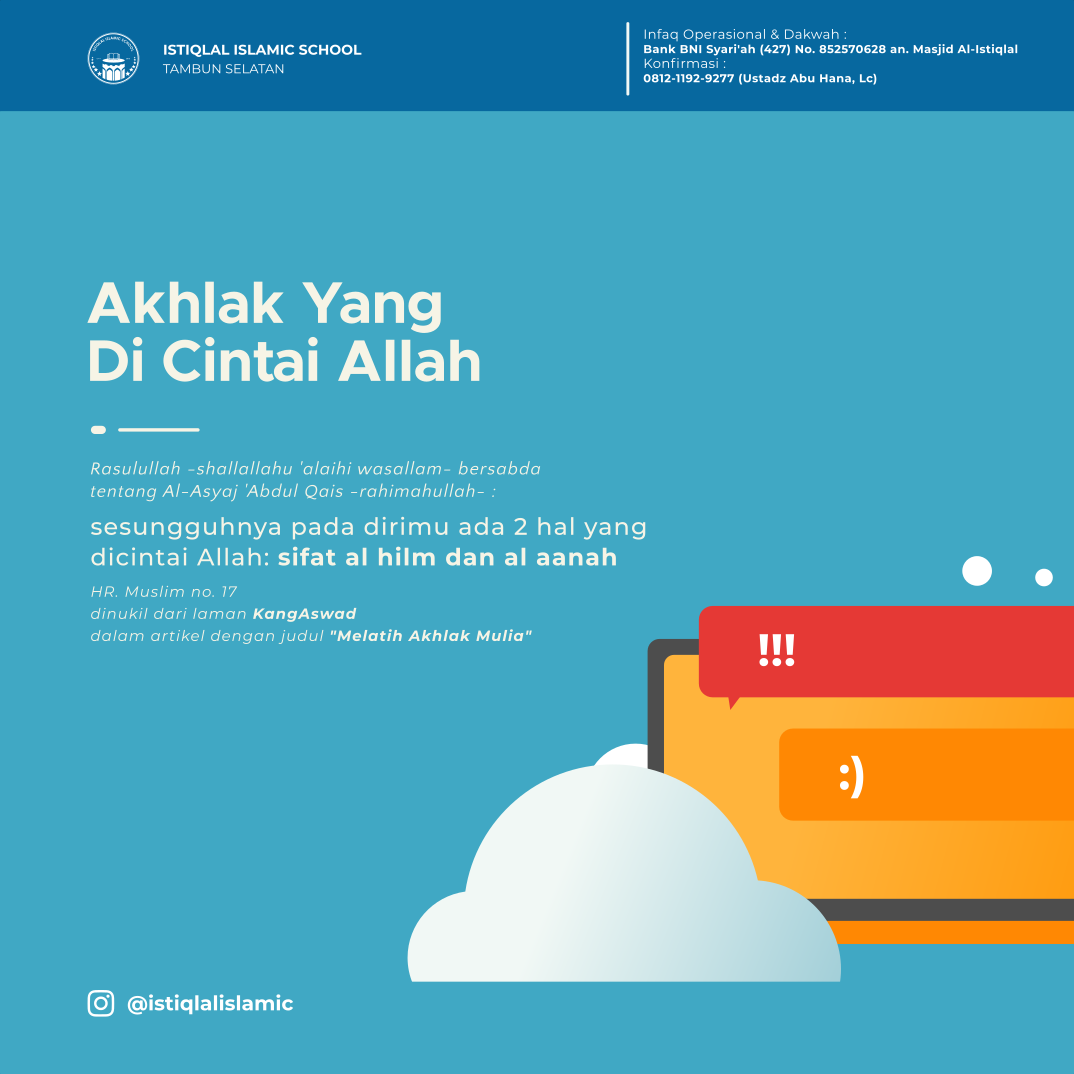 ISTIQLAL ISLAMIC SCHOOL
TAMBUN SELATAN
Infaq Operasional & Dakwah :
Bank BNI Syari'ah (427) No. 852570628 an. Masjid Al-Istiqlal
Konfirmasi :
0812-1192-9277 (Ustadz Abu Hana, Lc)
Akhlak Yang
Di Cintai Allah
Rasulullah -shallallahu 'alaihi wasallam- bersabda
tentang Al-Asyaj 'Abdul Qais -rahimahullah- :
sesungguhnya pada dirimu ada 2 hal yang
dicintai Allah: sifat al hilm dan al aanah
HR. Muslim no. 17
dinukil dari laman KangAswad
dalam artikel dengan judul "Melatih Akhlak Mulia"
!!!
:)
@istiqlalislamic